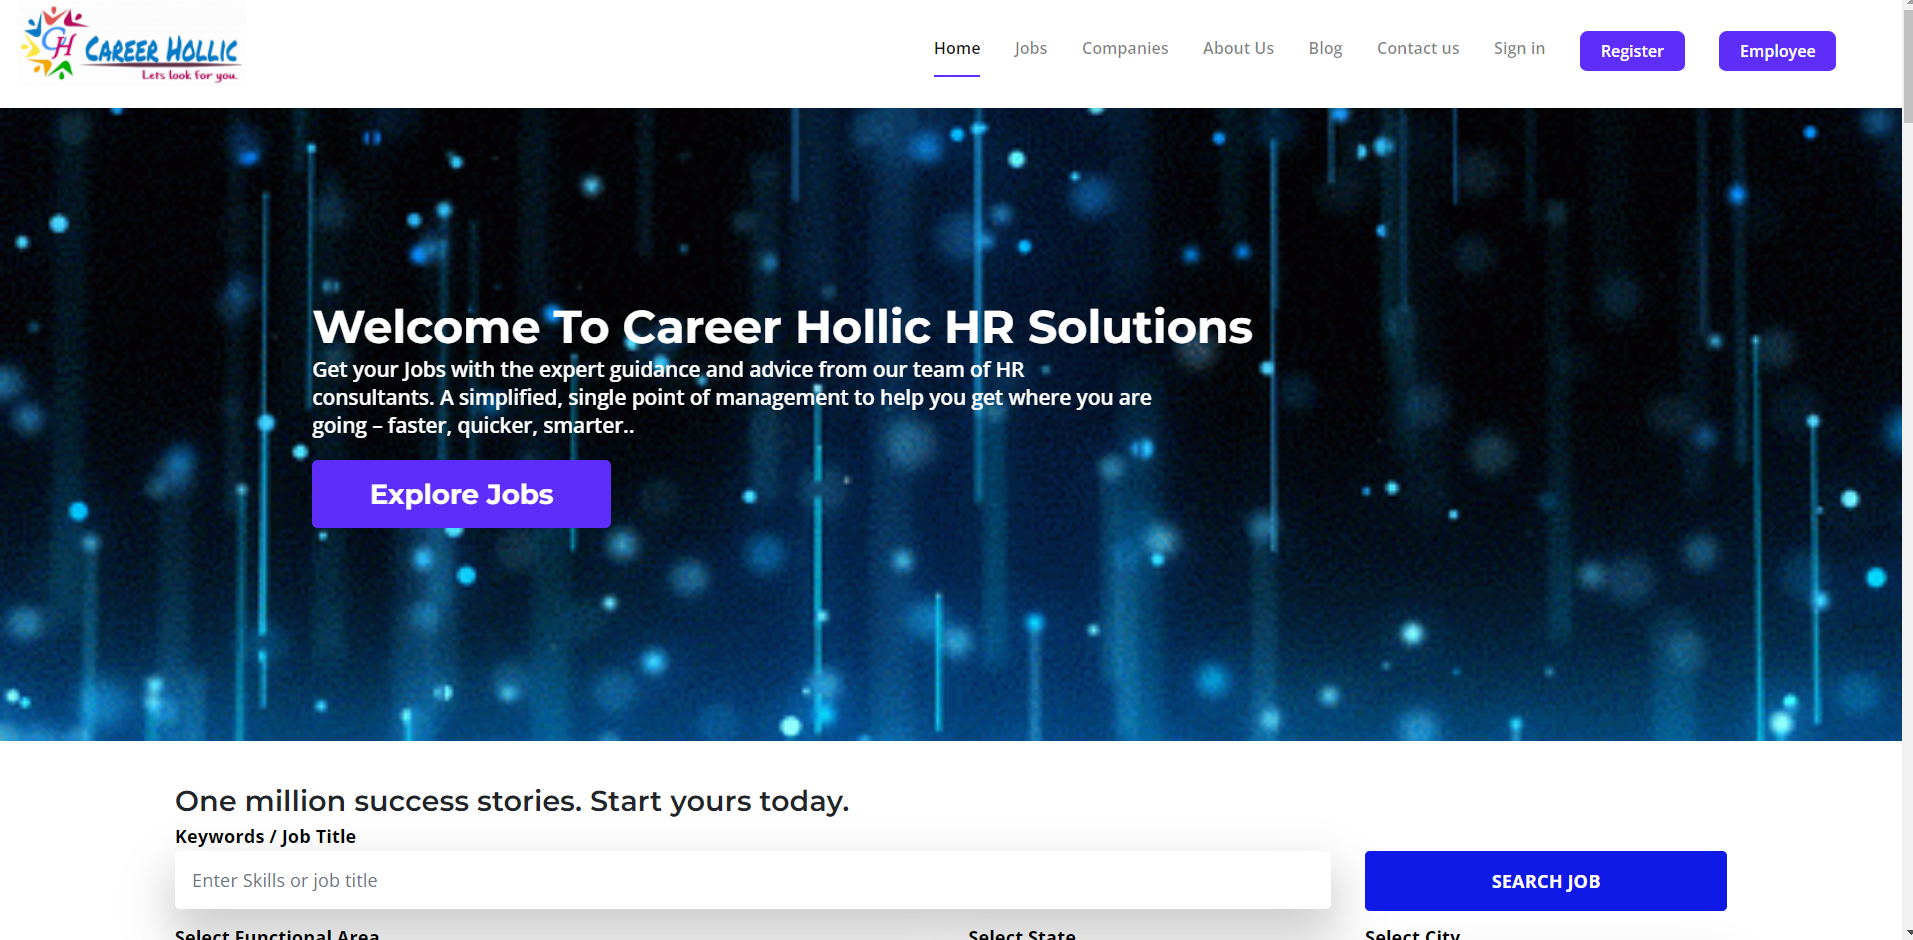 CH CAREER HOLLIC
Lets look for you.
Home Jobs Companies About Us Blog Contact us Sign in Register Employee
Welcome To Career Hollic HR Solutions
Get your Jobs with the expert guidance and advice from our team of HR
consultants. A simplified, single point of management to help you get where you are
going – faster, quicker, smarter..
Explore Jobs
One million success stories. Start yours today.
Keywords / Job Title
Enter Skills or job title
SEARCH JOB
Select Functional Area Select State Select City